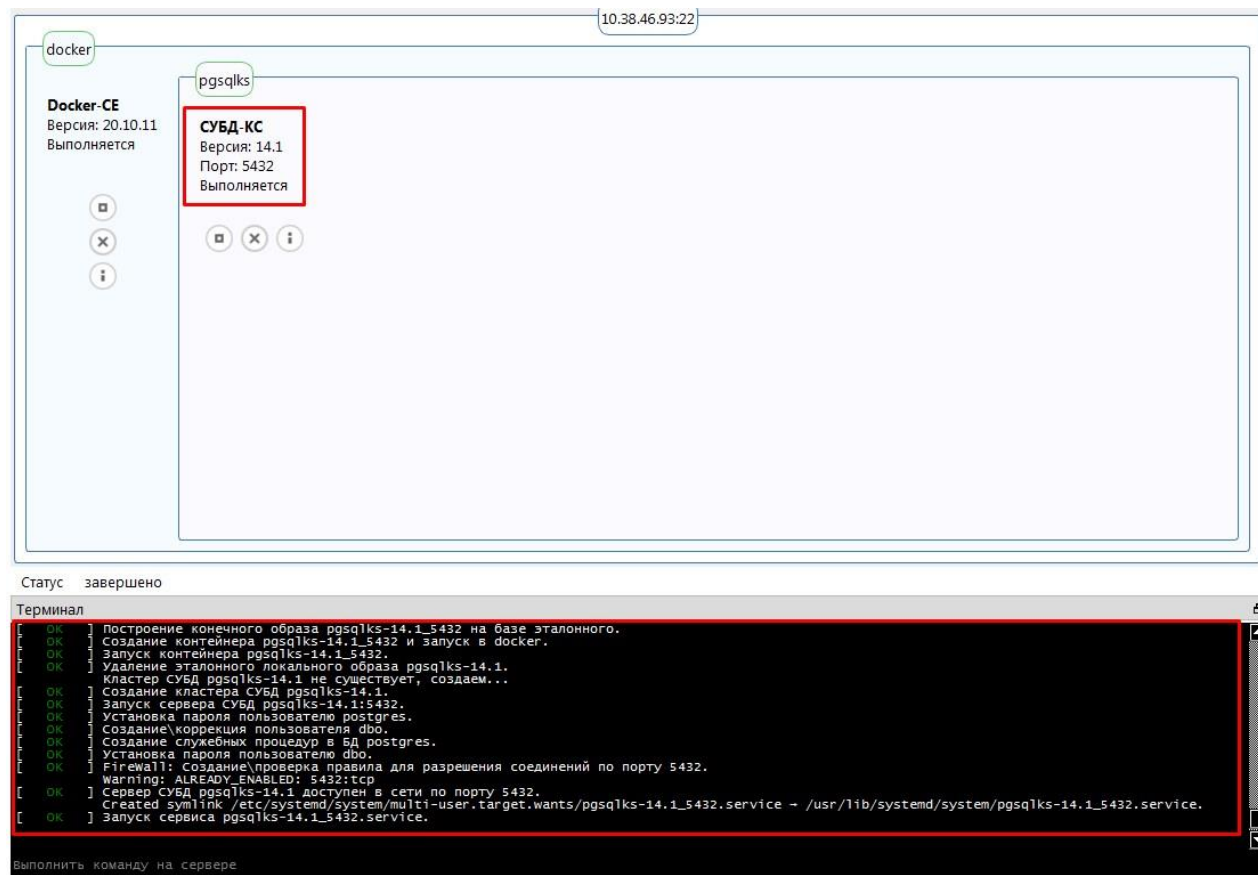 10.38.46.93:22
docker
pgsqlks
Docker-CE
Версия: 20.10.11
Выполняется
СУБД-КС
Версия: 14.1
Порт: 5432
Выполняется
Статус завершено
Терминал
[ OK ] Построение конечного образа pgsqlks-14.1_5432 на базе эталонного.
[ OK ] Создание контейнера pgsqlks-14.1_5432 и запуск в docker.
[ OK ] Запуск контейнера pgsqlks-14.1_5432.
[ OK ] Удаление эталонного локального образа pgsqlks-14.1.
Кластер СУБД pgsqlks-14.1 не существует, создаем...
[ OK ] Создание кластера СУБД pgsqlks-14.1.
[ OK ] Запуск сервера СУБД pgsqlks-14.1:5432.
[ OK ] Установка пароля пользователю postgres.
[ OK ] Создание\коррекция пользователя dbo.
[ OK ] Создание служебных процедур в БД postgres.
[ OK ] Установка пароля пользователю dbo.
[ OK ] FireWall: Создание\проверка правила для разрешения соединений по порту 5432.
Warning: ALREADY_ENABLED: 5432:tcp
[ OK ] Сервер СУБД pgsqlks-14.1 доступен в сети по порту 5432.
Created symlink /etc/systemd/system/multi-user.target.wants/pgsqlks-14.1_5432.service → /usr/lib/systemd/system/pgsqlks-14.1_5432.service.
[ OK ] Запуск сервиса pgsqlks-14.1_5432.service.
Выполнить команду на сервере